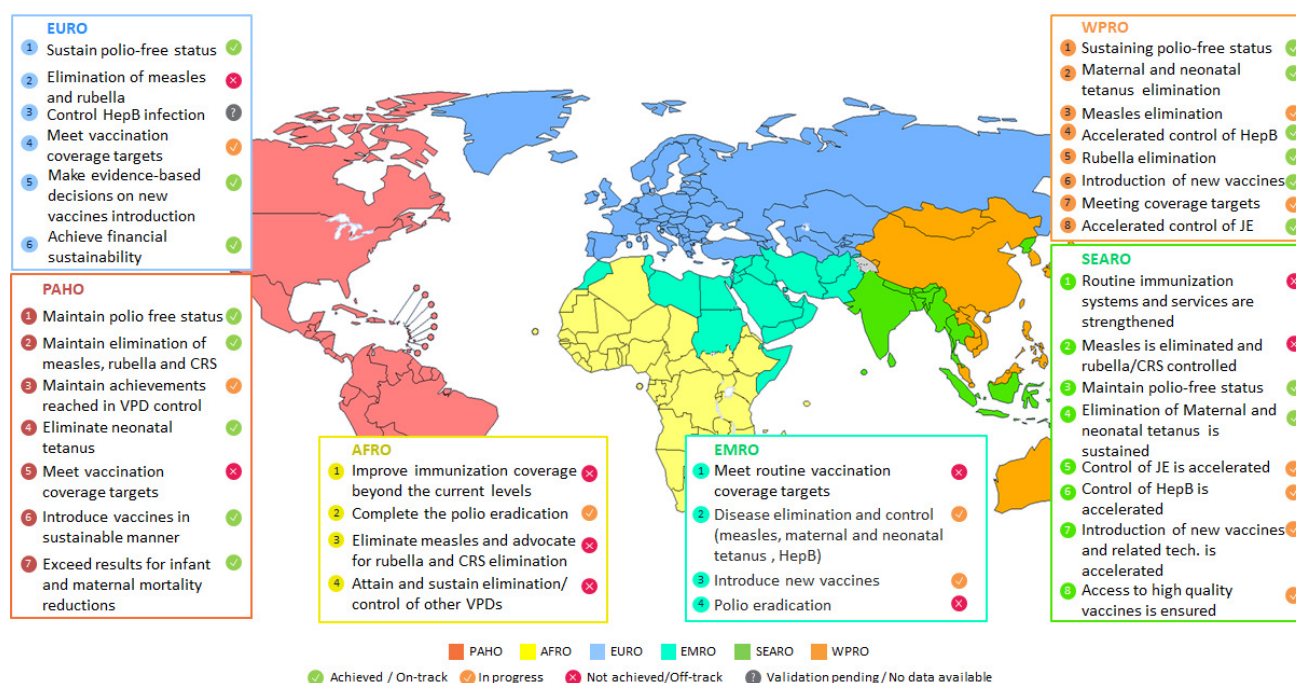 EURO
1 Sustain polio-free status
2 Elimination of measles
and rubella
3 Control HepB infection
?
4 Meet vaccination
coverage targets
5 Make evidence-based
decisions on new
vaccines introduction
6 Achieve financial
sustainability
PAHO
1 Maintain polio free status
2 Maintain elimination of
measles, rubella and CRS
3 Maintain achievements
reached in VPD control
4 Eliminate neonatal
tetanus
5 Meet vaccination
coverage targets
6 Introduce vaccines in
sustainable manner
7 Exceed results for infant
and maternal mortality
reductions
AFRO
1 Improve immunization coverage
beyond the current levels
2 Complete the polio eradication
3 Eliminate measles and advocate
for rubella and CRS elimination
4 Attain and sustain elimination/
control of other VPDs
EMRO
1 Meet routine vaccination
coverage targets
2 Disease elimination and control
(measles, maternal and neonatal
tetanus , HepB)
3 Introduce new vaccines
4 Polio eradication
WPRO
1 Sustaining polio-free status
2 Maternal and neonatal
tetanus elimination
3 Measles elimination
4 Accelerated control of HepB
5 Rubella elimination
6 Introduction of new vaccines
7 Meeting coverage targets
8 Accelerated control of JE
SEARO
1 Routine immunization
systems and services are
strengthened
2 Measles is eliminated and
rubella/CRS controlled
3 Maintain polio-free status
4 Elimination of Maternal and
neonatal tetanus is
sustained
5 Control of JE is accelerated
6 Control of HepB is
accelerated
7 Introduction of new vaccines
and related tech. is
accelerated
8 Access to high quality
vaccines is ensured
PAHO AFRO EURO EMRO SEARO WPRO
Achieved / On-track In progress Not achieved/Off-track ? Validation pending / No data available